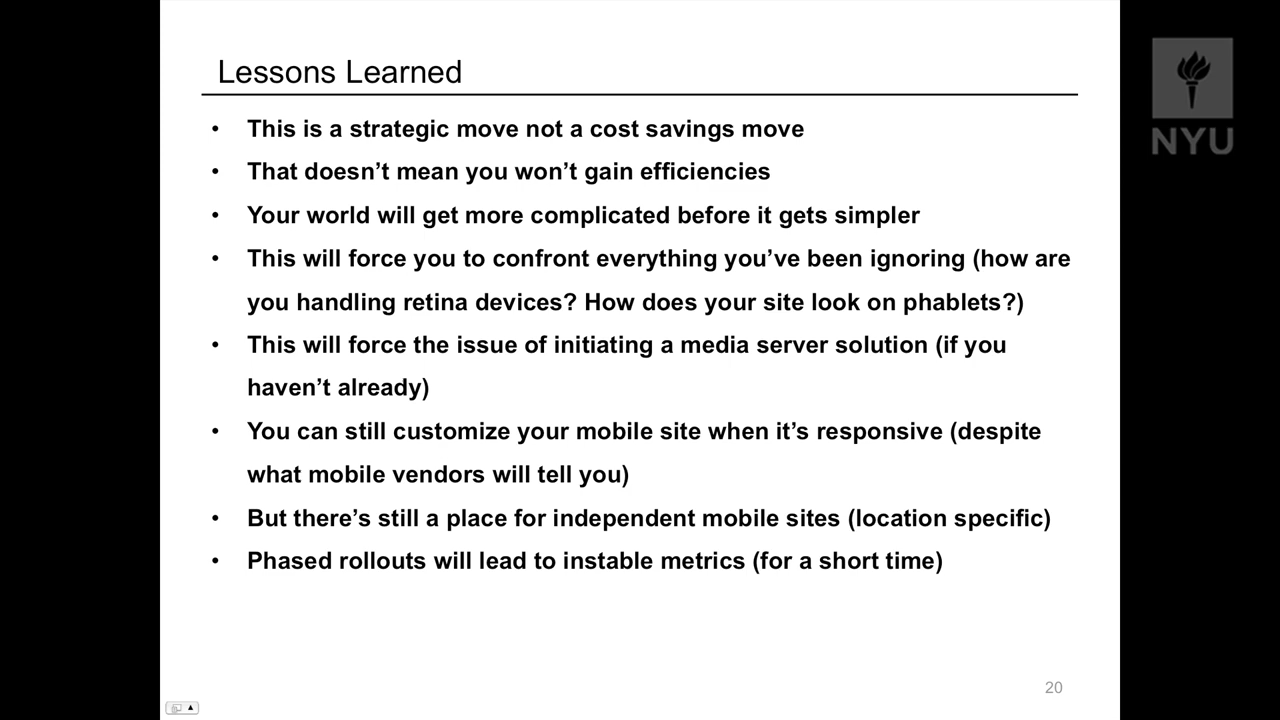 Lessons Learned
• This is a strategic move not a cost savings move
• That doesn’t mean you won’t gain efficiencies
• Your world will get more complicated before it gets simpler
• This will force you to confront everything you’ve been ignoring (how are
you handling retina devices? How does your site look on phablets?)
• This will force the issue of initiating a media server solution (if you
haven’t already)
• You can still customize your mobile site when it’s responsive (despite
what mobile vendors will tell you)
• But there’s still a place for independent mobile sites (location specific)
• Phased rollouts will lead to instable metrics (for a short time)
20
NYU